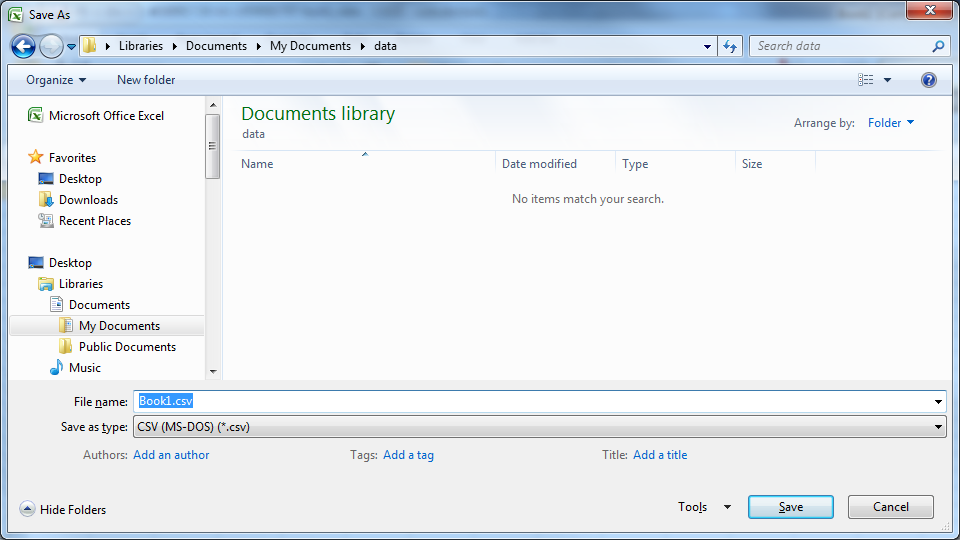 Save As
Libraries Documents My Documents data
Search data
Organize New folder
Microsoft Office Excel
Favorites
Desktop
Downloads
Recent Places
Desktop
Libraries
Documents
My Documents
Public Documents
Music
Documents library
data
Arrange by: Folder
Name Date modified Type Size
No items match your search.
File name: Book1.csv
Save as type: CSV (MS-DOS) (*.csv)
Authors: Add an author Tags: Add a tag Title: Add a title
Hide Folders Tools Save Cancel